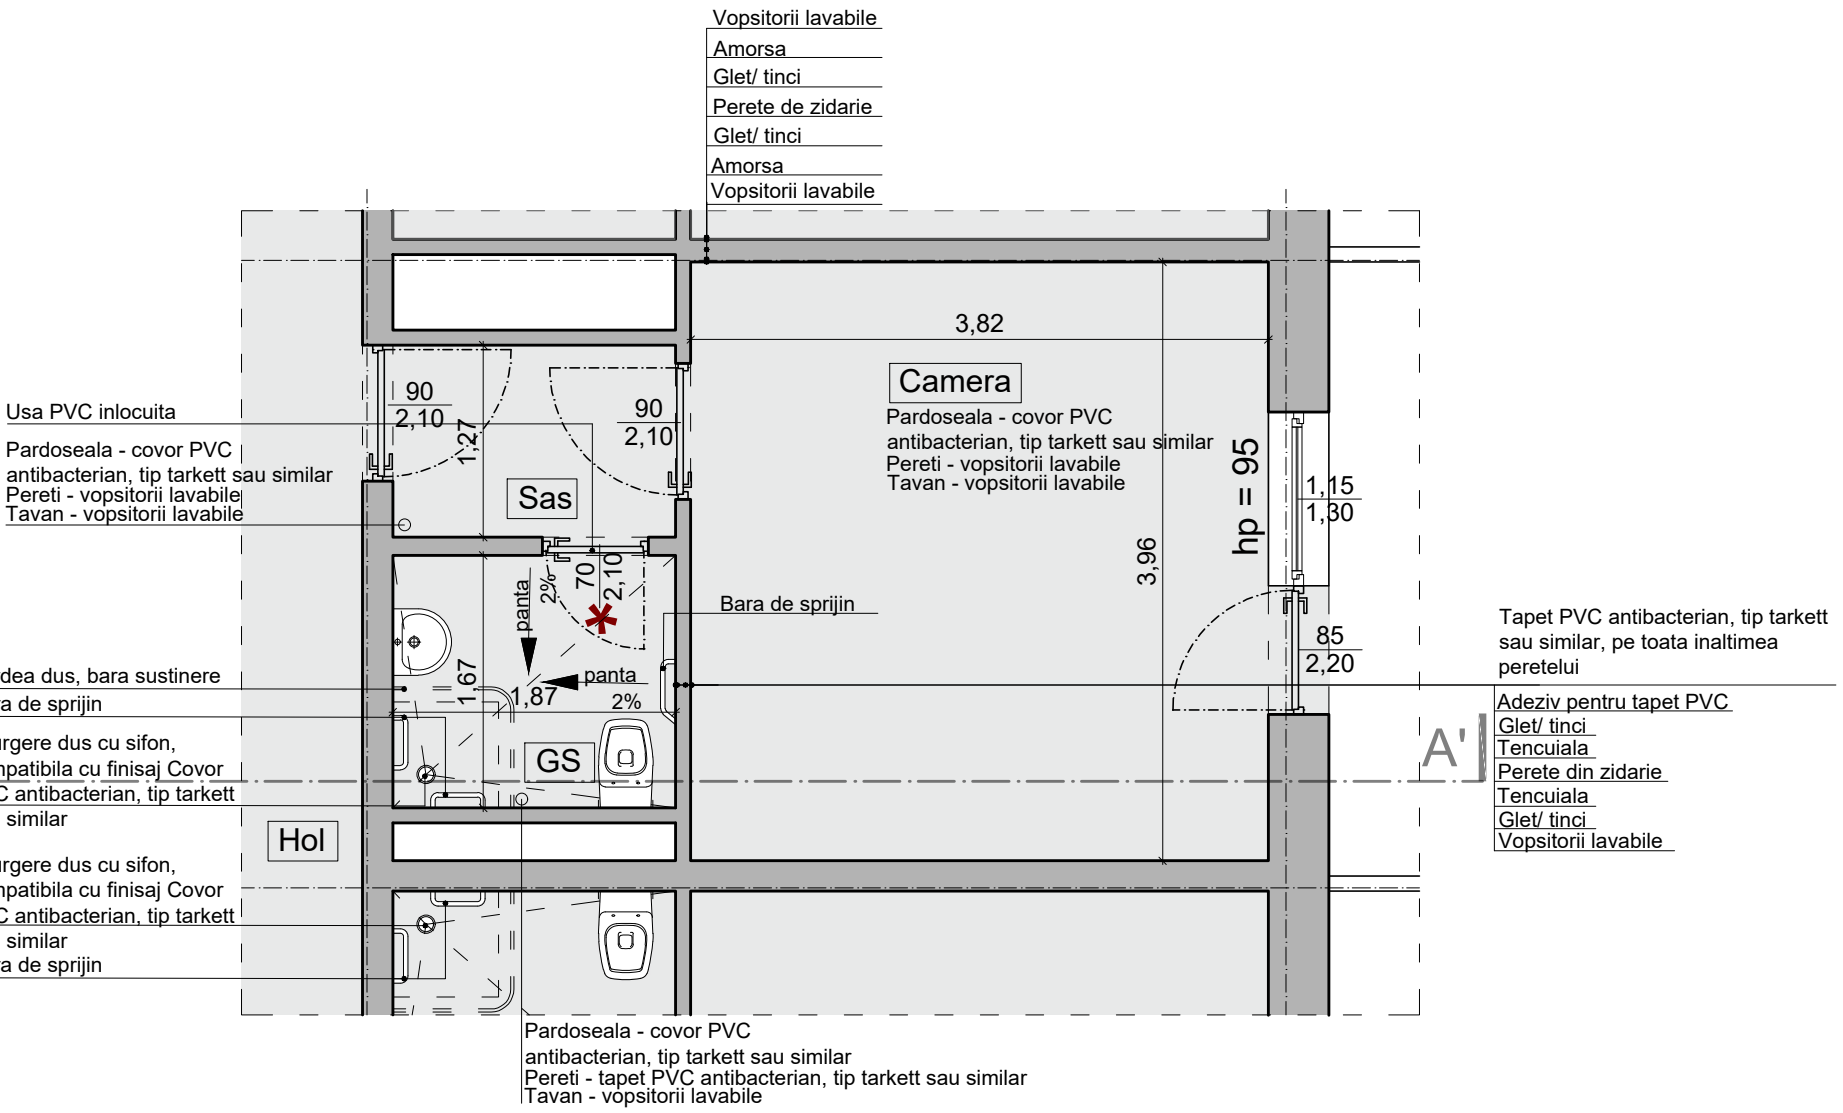 Vopsitorii lavabile
Amorsa
Glet/ tinci
Perete de zidarie
Glet/ tinci
Amorsa
Vopsitorii lavabile
3,82
Camera
Pardoseala - covor PVC
antibacterian, tip tarkett sau similar
Pereti - vopsitorii lavabile
Tavan - vopsitorii lavabile
90
2,10
90
2,10
1,27
Usa PVC inlocuita
Pardoseala - covor PVC
antibacterian, tip tarkett sau similar
Pereti - vopsitorii lavabile
Tavan - vopsitorii lavabile
Sas
hp = 95
1,15
1,30
3,96
70
2,10
panta
2%
Bara de sprijin
85
2,20
Tapet PVC antibacterian, tip tarkett
sau similar, pe toata inaltimea
peretelui
Adeziv pentru tapet PVC
Glet/ tinci
Tencuiala
Perete din zidarie
Tencuiala
Glet/ tinci
Vopsitorii lavabile
A'
panta
2%
1,87
1,67
GS
dus, bara sustinere
de sprijin
dus cu sifon,
cu finisaj Covor
antibacterian, tip tarkett
similar
Hol
dus cu sifon,
cu finisaj Covor
antibacterian, tip tarkett
similar
de sprijin
Pardoseala - covor PVC
antibacterian, tip tarkett sau similar
Pereti - tapet PVC antibacterian, tip tarkett sau similar
Tavan - vopsitorii lavabile